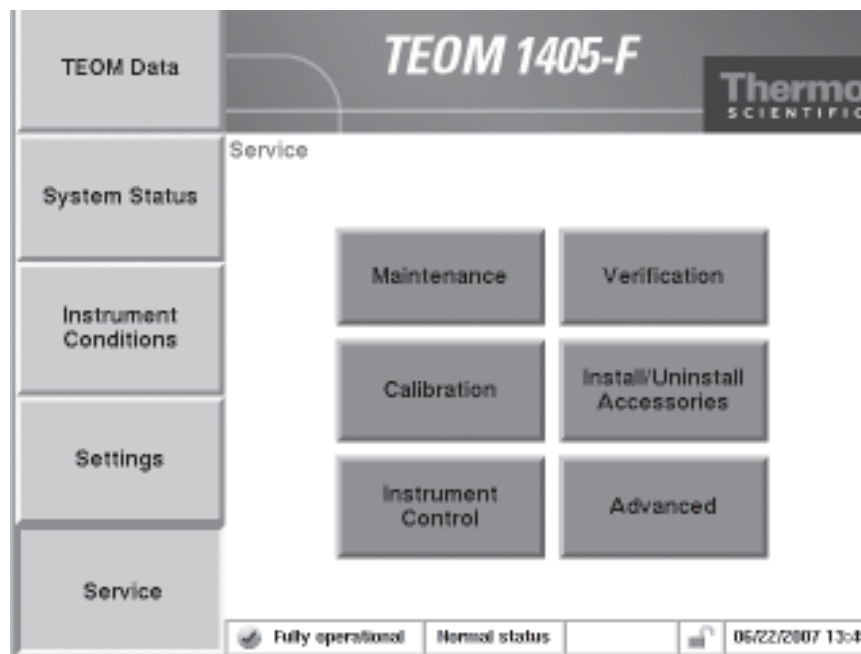 TEOM Data
TEOM 1405-F
Thermo
SCIENTIFIC
Service
System Status
Maintenance
Verification
Instrument
Conditions
Calibration
Install/Uninstall
Accessories
Settings
Instrument
Control
Advanced
Service
Fully operational
Normal status
06/22/2007 13:4